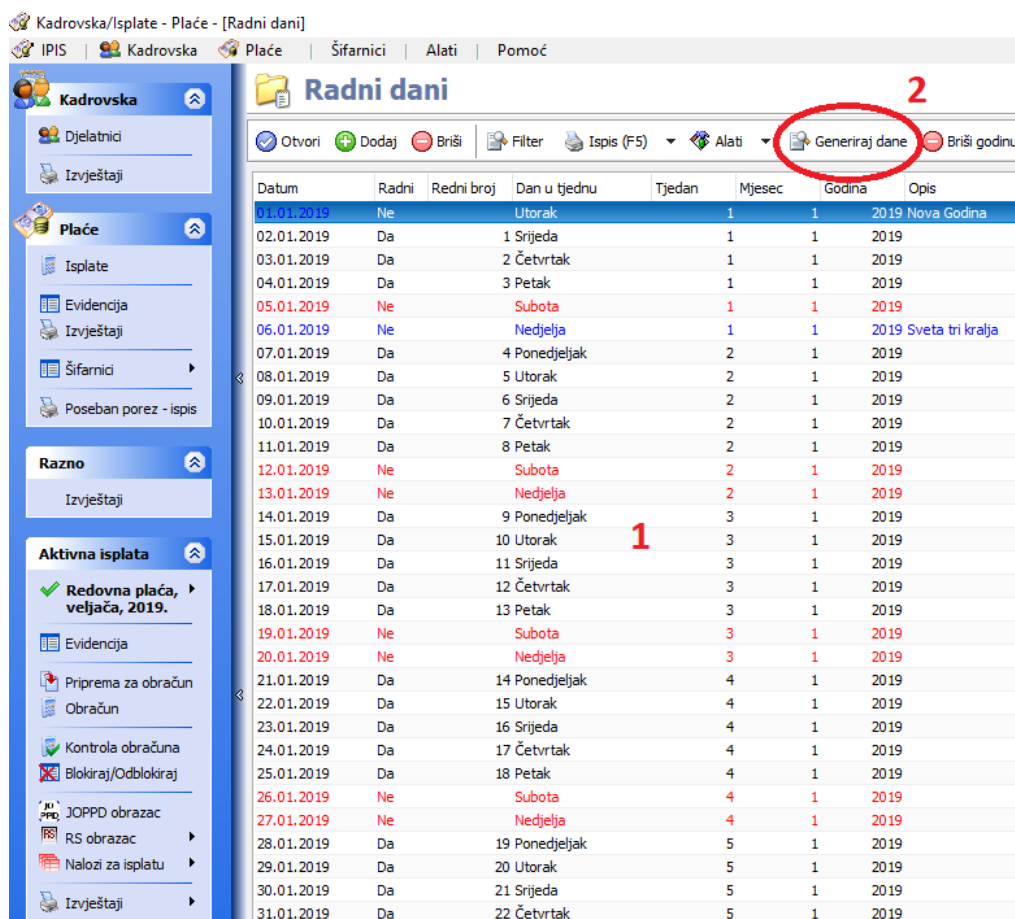 Kadrovska/Isplate - Plaće - [Radni dani]
IPIS | Kadrovska Plaće | Šifarnici | Alati | Pomoć
Kadrovska
Djelatnici
Izvještaji
Plaće
Isplate
Evidencija
Izvještaji
Šifarnici
Poseban porez - ispis
Razno
Izvještaji
Aktivna isplata
Redovna plaća,
veljača, 2019.
Evidencija
Priprema za obračun
Obračun
Kontrola obračuna
Blokiraj/Odblokiraj
JOPPD obrazac
RS obrazac
Nalozi za isplatu
Izvještaji
Radni dani
2
Otvori Dodaj Briši Filter Ispis (F5) Alati Generiraj dane Briši godinu
Datum Radni Redni broj Dan u tjednu Tjedan Mjesec Godina Opis
01.01.2019 Ne Utorak 1 1 2019 Nova Godina
02.01.2019 Da 1 Srijeda 1 1 2019
03.01.2019 Da 2 Četvrtak 1 1 2019
04.01.2019 Da 3 Petak 1 1 2019
05.01.2019 Ne Subota 1 1 2019
06.01.2019 Ne Nedjelja 1 1 2019 Sveta tri kralja
07.01.2019 Da 4 Ponedjeljak 2 1 2019
08.01.2019 Da 5 Utorak 2 1 2019
09.01.2019 Da 6 Srijeda 2 1 2019
10.01.2019 Da 7 Četvrtak 2 1 2019
11.01.2019 Da 8 Petak 2 1 2019
12.01.2019 Ne Subota 2 1 2019
13.01.2019 Ne Nedjelja 2 1 2019
14.01.2019 Da 9 Ponedjeljak 3 1 2019
1
15.01.2019 Da 10 Utorak 3 1 2019
16.01.2019 Da 11 Srijeda 3 1 2019
17.01.2019 Da 12 Četvrtak 3 1 2019
18.01.2019 Da 13 Petak 3 1 2019
19.01.2019 Ne Subota 3 1 2019
20.01.2019 Ne Nedjelja 3 1 2019
21.01.2019 Da 14 Ponedjeljak 4 1 2019
22.01.2019 Da 15 Utorak 4 1 2019
23.01.2019 Da 16 Srijeda 4 1 2019
24.01.2019 Da 17 Četvrtak 4 1 2019
25.01.2019 Da 18 Petak 4 1 2019
26.01.2019 Ne Subota 4 1 2019
27.01.2019 Ne Nedjelja 4 1 2019
28.01.2019 Da 19 Ponedjeljak 5 1 2019
29.01.2019 Da 20 Utorak 5 1 2019
30.01.2019 Da 21 Srijeda 5 1 2019
31.01.2019 Da 22 Četvrtak 5 1 2019